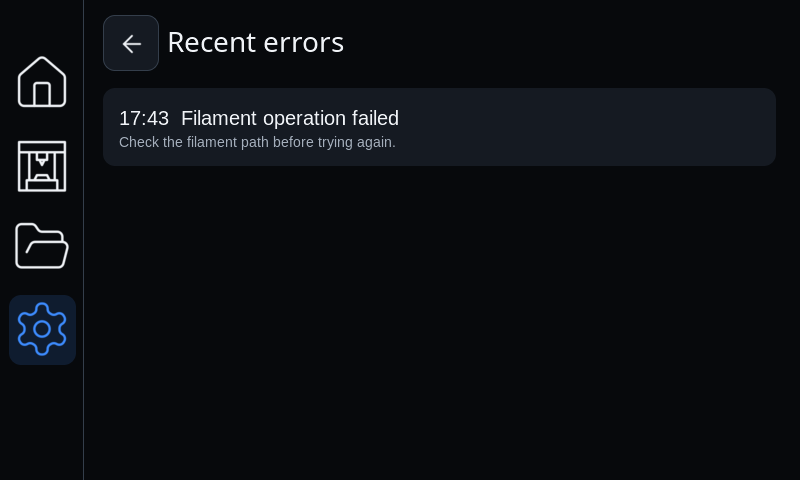 Recent errors
17:43 Filament operation failed
Check the filament path before trying again.